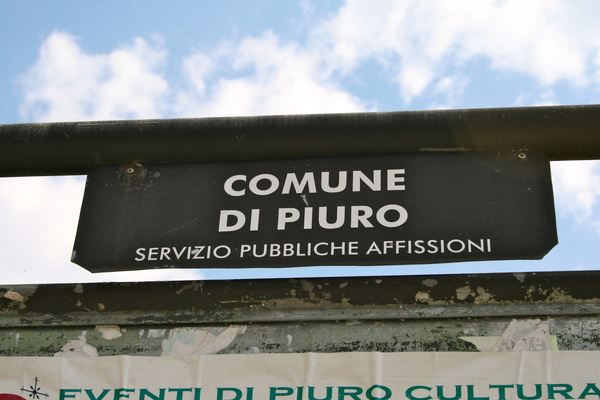 COMUNE
DI PIURO
SERVIZIO PUBBLICHE AFFISSIONI
EVENTI DI PIURO CULTURA